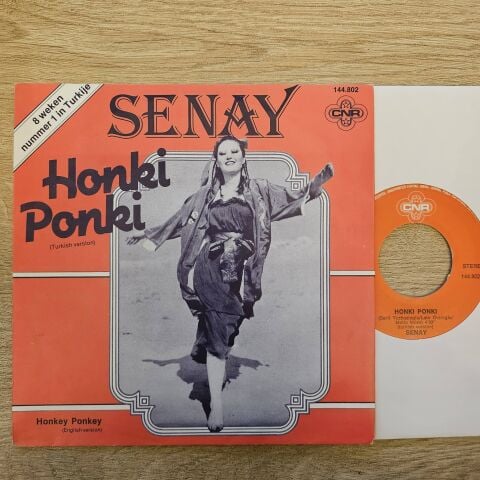 8 weken
nummer 1 in Turkije
SENAY
144.802
CNR
Honki
Ponki
(Turkish version)
Honkey Ponkey
(English version)
CNR
STERE
144.802
HONKI PONKI
SENAY